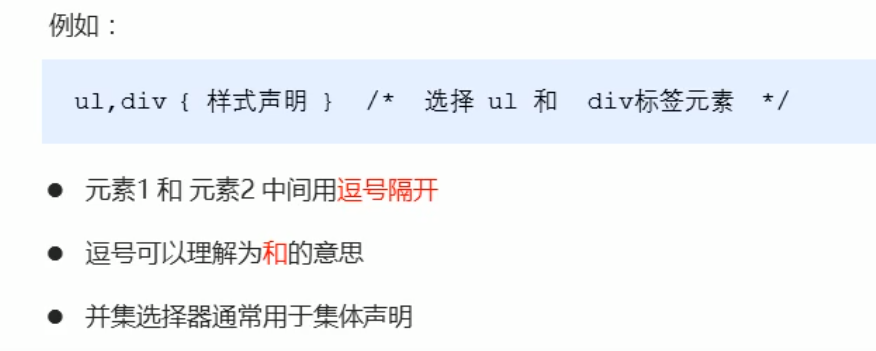 例如：
ul,div { 样式声明 } /* 选择 ul 和 div标签元素 */
● 元素1 和 元素2 中间用逗号隔开
● 逗号可以理解为和的意思
● 并集选择器通常用于集体声明